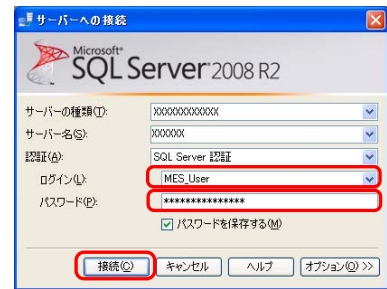 サーバーへの接続
Microsoft®
SQL Server® 2008 R2
サーバーの種類(T): XXXXXXXXXXXX
サーバー名(S): XXXXXX
認証(A): SQL Server 認証
ログイン(L): MES_User
パスワード(P): ***************
パスワードを保存する(M)
接続(C) キャンセル ヘルプ オプション(O) >>